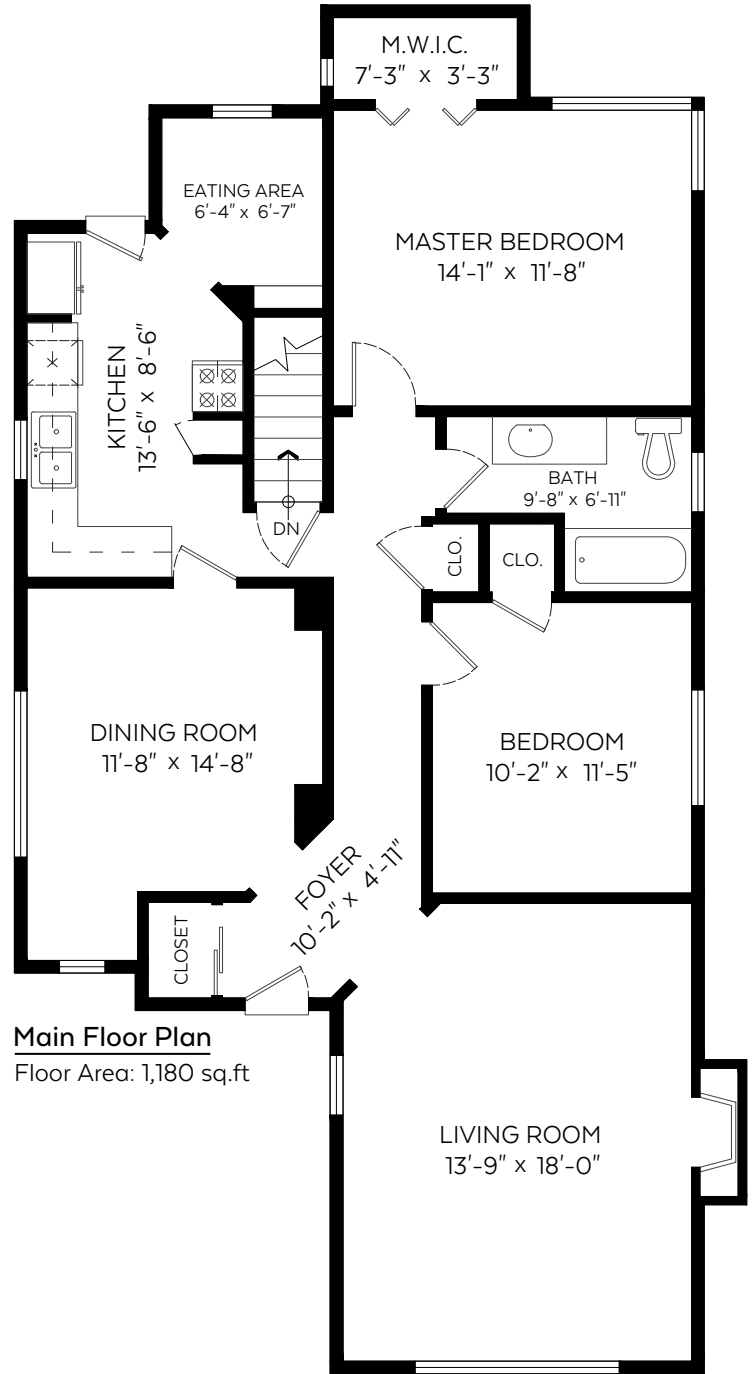 M.W.I.C.
7'-3" x 3'-3"
EATING AREA
6'-4" x 6'-7"
MASTER BEDROOM
14'-1" x 11'-8"
KITCHEN
13'-6" x 8'-6"
BATH
9'-8" x 6'-11"
DN
CLO.
CLO.
DINING ROOM
11'-8" x 14'-8"
BEDROOM
10'-2" x 11'-5"
FOYER
10'-2" x 4'-11"
CLOSET
Main Floor Plan
Floor Area: 1,180 sq.ft
LIVING ROOM
13'-9" x 18'-0"